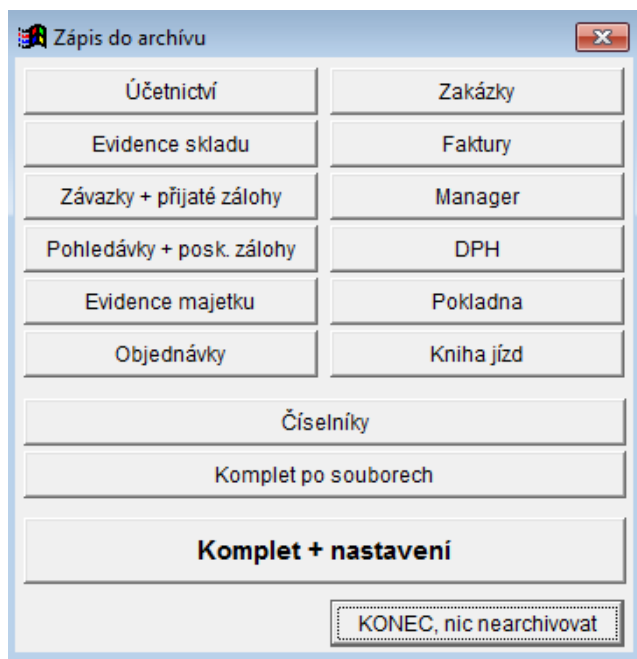 Zápis do archívu
Účetnictví
Zakázky
Evidence skladu
Faktury
Závazky + přijaté zálohy
Manager
Pohledávky + posk. zálohy
DPH
Evidence majetku
Pokladna
Objednávky
Kniha jízd
Číselníky
Komplet po souborech
Komplet + nastavení
KONEC, nic nearchivovat